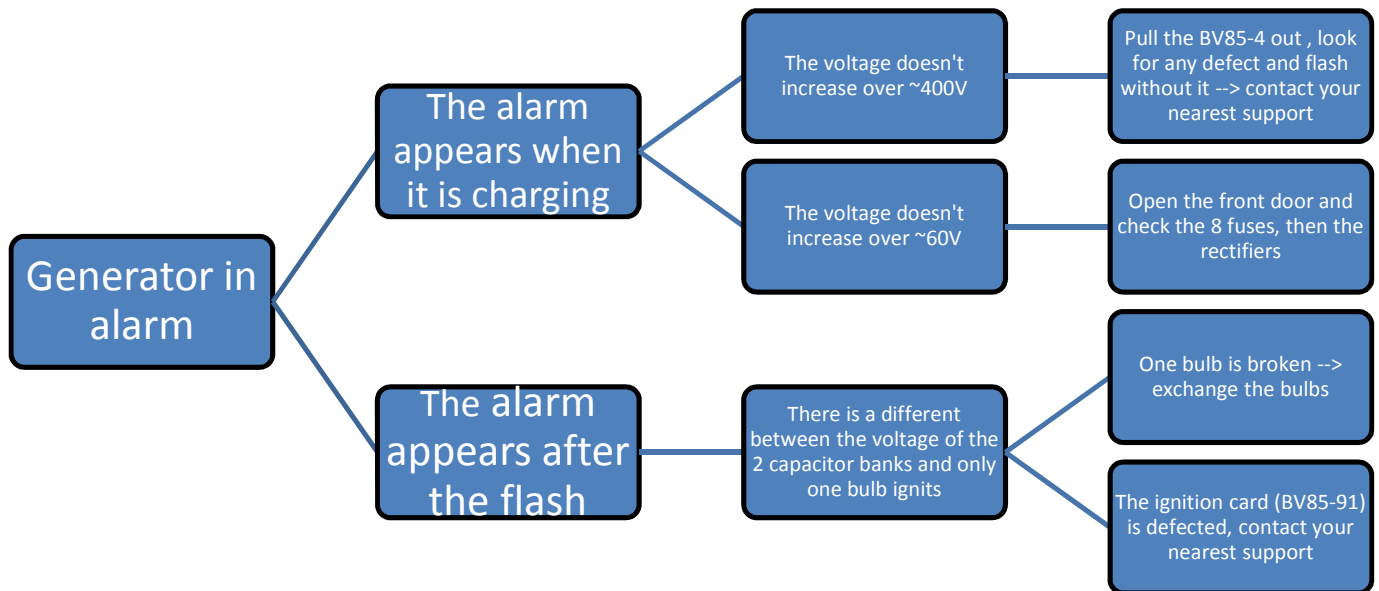 Generator in
alarm
The alarm
appears when
it is charging
The voltage doesn't
increase over ~400V
Pull the BV85-4 out , look
for any defect and flash
without it --> contact your
nearest support
The voltage doesn't
increase over ~60V
Open the front door and
check the 8 fuses, then the
rectifiers
The alarm
appears after
the flash
There is a different
between the voltage of the
2 capacitor banks and only
one bulb ignits
One bulb is broken -->
exchange the bulbs
The ignition card (BV85-91)
is defected, contact your
nearest support